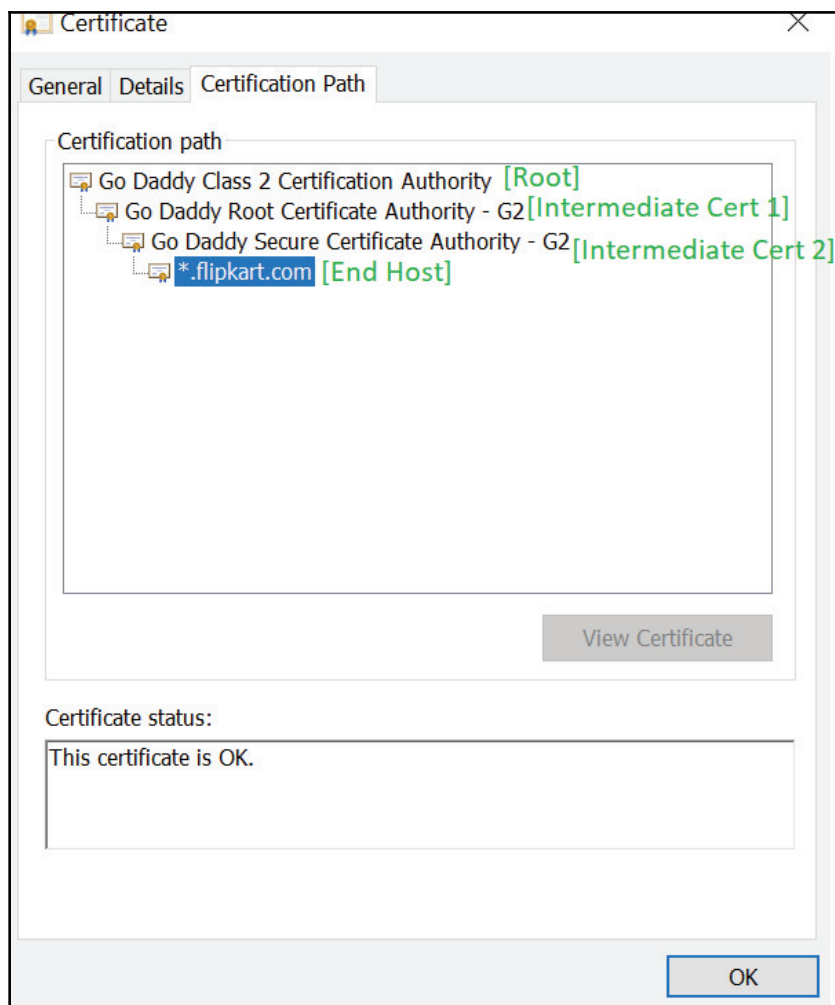 Certificate
General Details Certification Path
Certification path
Go Daddy Class 2 Certification Authority [Root]
Go Daddy Root Certificate Authority - G2 [Intermediate Cert 1]
Go Daddy Secure Certificate Authority - G2 [Intermediate Cert 2]
*.flipkart.com [End Host]
View Certificate
Certificate status:
This certificate is OK.
OK